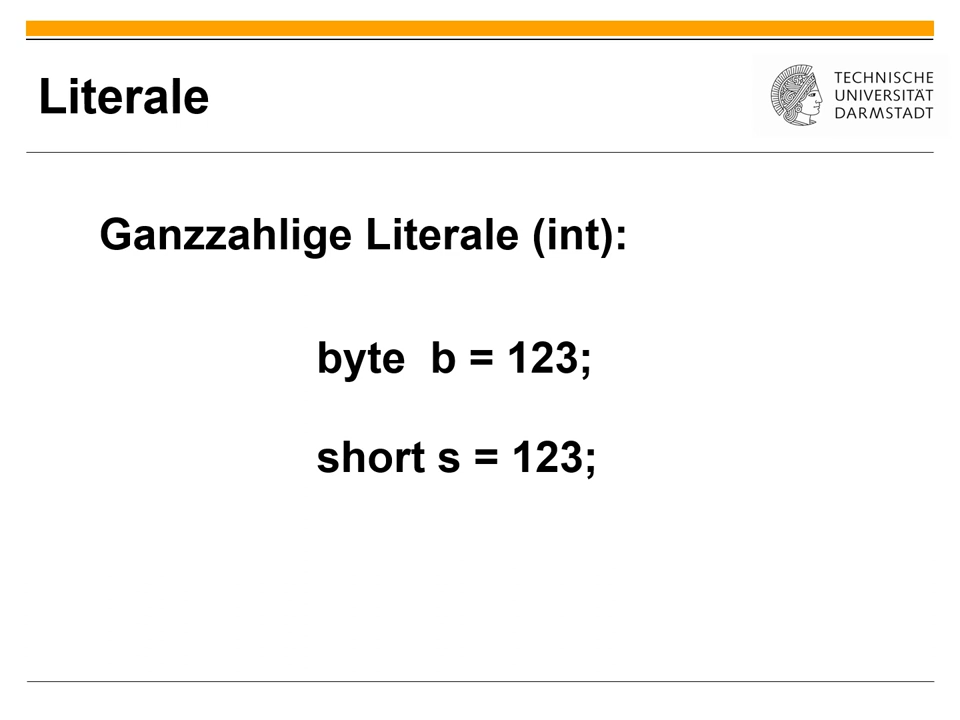 Literale
TECHNISCHE
UNIVERSITÄT
DARMSTADT
Ganzzahlige Literale (int):
byte  b = 123;
short s = 123;